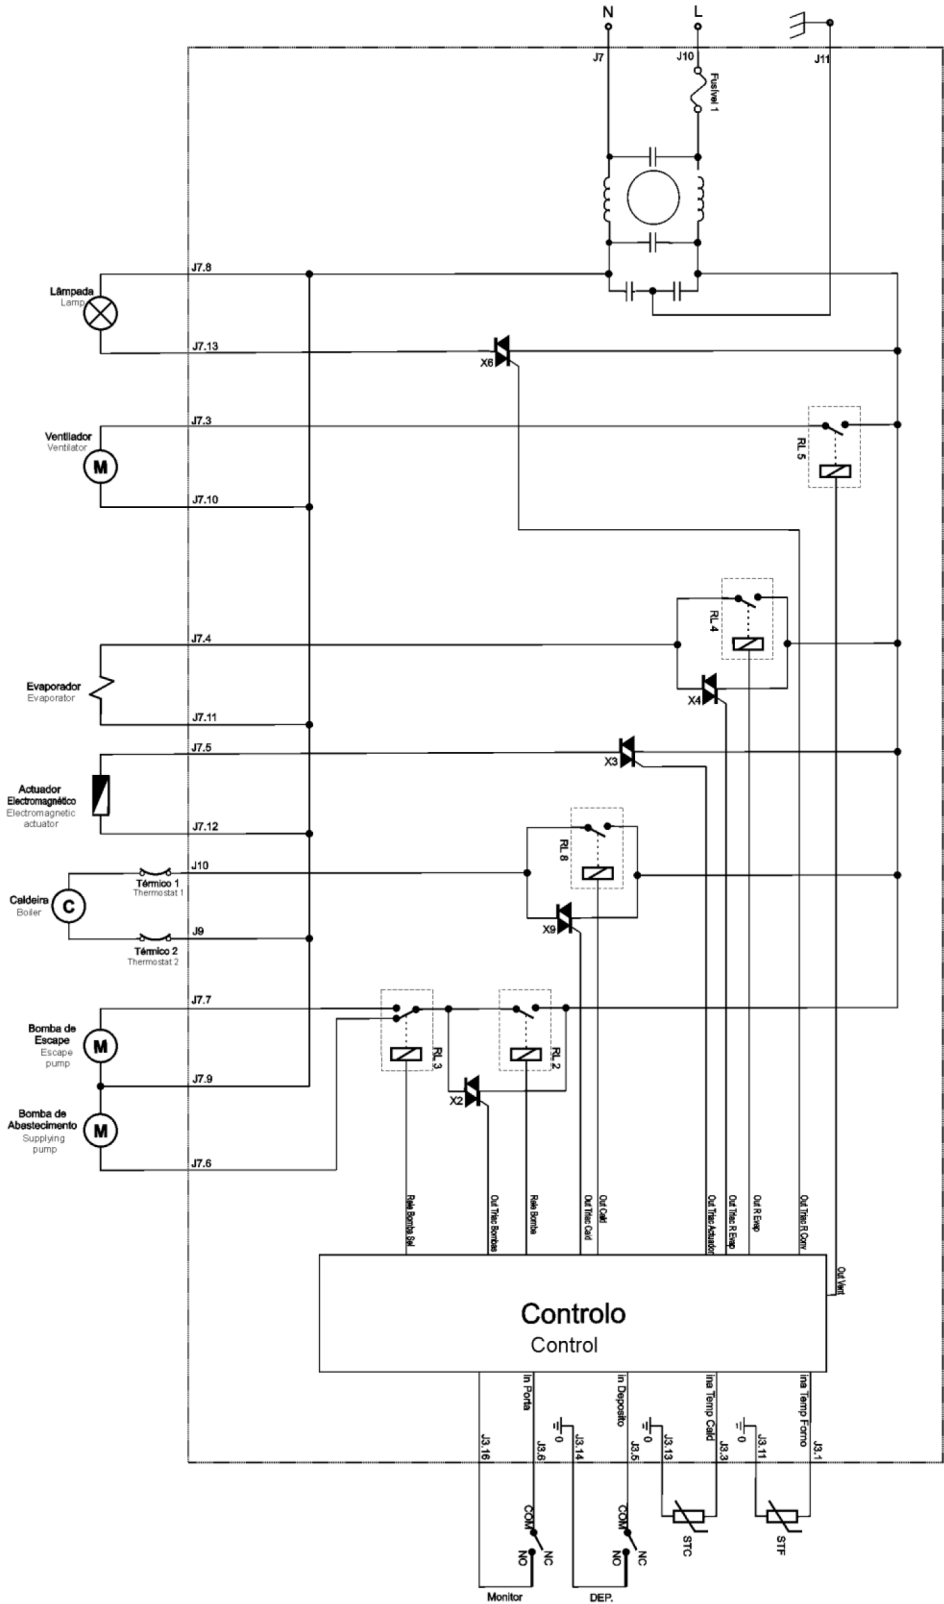 N
L
J7
J10
J11
Fusível 1
J7.8
Lâmpada
Lamp
J7.13
X6
J7.3
Ventilador
Ventilator
M
RL 5
J7.10
RL 4
J7.4
Evaporador
Evaporator
X4
J7.11
J7.5
X3
Actuador
Electromagnético
Electromagnetic
actuator
J7.12
RL 8
J10
Térmico 1
Thermostat 1
Caldeira
Boiler
C
X9
J9
Térmico 2
Thermostat 2
J7.7
Bomba de
Escape
Escape
pump
M
RL 3
RL 2
X2
J7.9
Bomba de
Abastecimento
Supplying
pump
M
J7.6
Rele Bomba Sel
Out Triac Bombas
Rele Bomba
Out Triac Cald
Out Cald
Out Triac Actuador
Out Triac R Evap
Out R Evap
Out Triac R Conv
Out Vent
Controlo
Control
in Porta
in Deposito
ina Temp Cald
ina Temp Forno
J3.16
J3.6
0
J3.14
J3.5
0
J3.13
J3.3
0
J3.11
J3.1
COM
NC
NO
COM
NC
NO
STC
STF
Monitor
DEP.